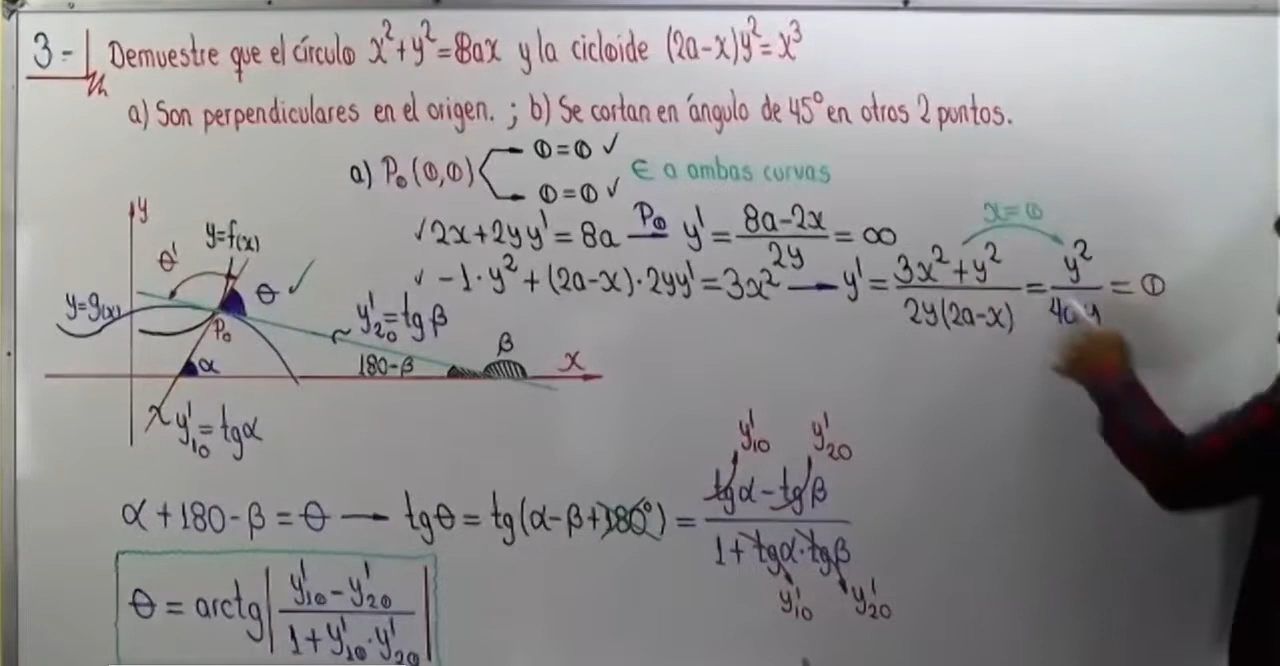 3-| Demuestre que el círculo x²+y²=8ax y la cicloide (2a-x)y²=x³
a) Son perpendiculares en el origen. ; b) Se cortan en ángulo de 45° en otros 2 puntos.
a) P₀(0,0) 0=0 ✓
0=0 ✓
∈ a ambas curvas
✓2x+2yy'=8a P₀→ y'=(8a-2x)/2y=∞
x=0
✓ -1·y²+(2a-x)·2yy'=3x² → y'=(3x²+y²)/(2y(2a-x))=y²/4ay=0
y
y=f(x)
θ'
θ ✓
y=g(x)
P₀
y'₂₀=tgβ
α
180-β
β
x
y'₁₀=tgα
y'₁₀ y'₂₀
α+180-β=θ → tgθ=tg(α-β+180°)=(tgα-tgβ)/(1+tgα·tgβ)
y'₁₀ y'₂₀
θ=arctg|(y'₁₀-y'₂₀)/(1+y'₁₀·y'₂₀)|